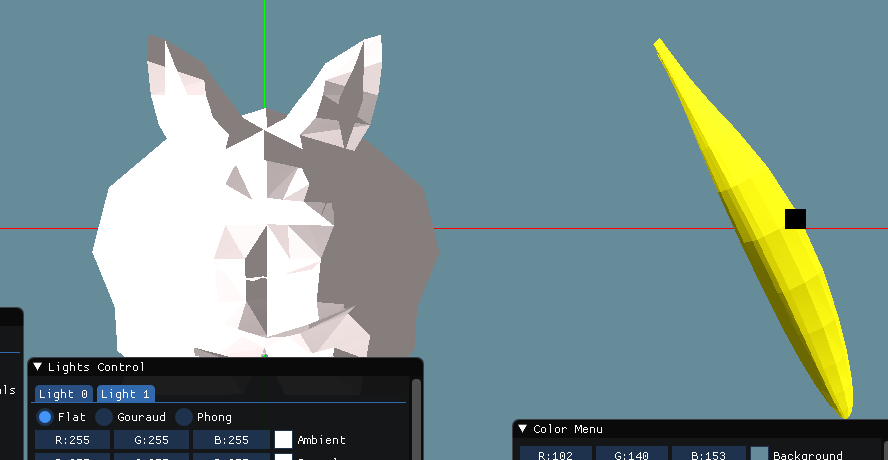 Lights Control
Light 0 Light 1
Flat Gouraud Phong
R:255 G:255 B:255 Ambient
Color Menu
R:102 G:140 B:153 Background